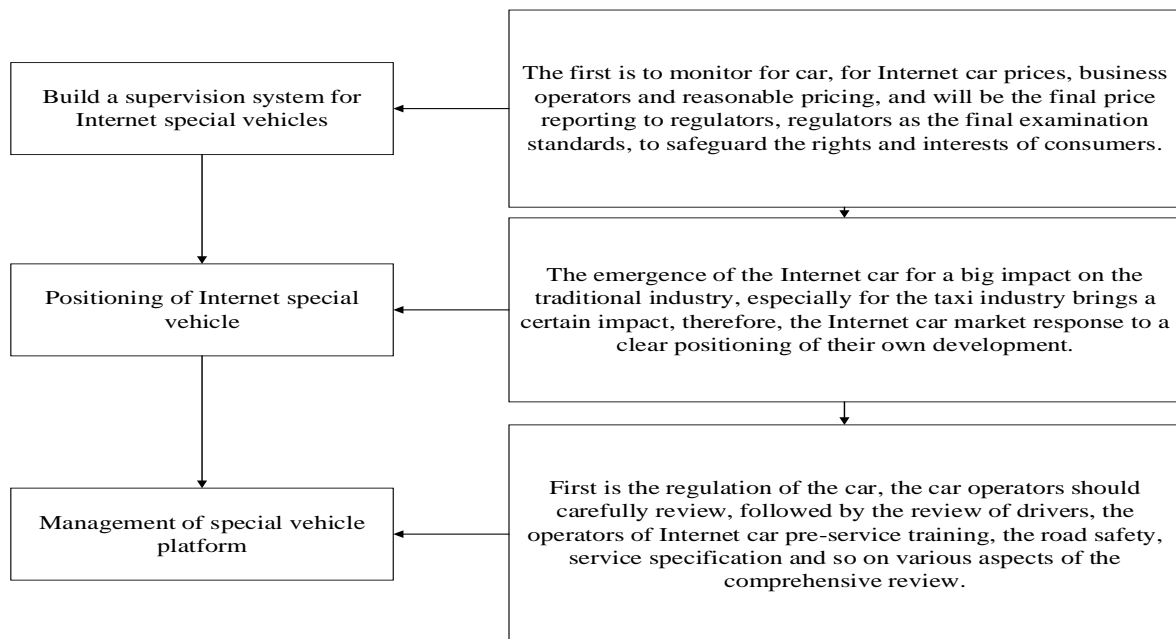 Build a supervision system for
Internet special vehicles
The first is to monitor for car, for Internet car prices, business
operators and reasonable pricing, and will be the final price
reporting to regulators, regulators as the final examination
standards, to safeguard the rights and interests of consumers.
Positioning of Internet special
vehicle
The emergence of the Internet car for a big impact on the
traditional industry, especially for the taxi industry brings a
certain impact, therefore, the Internet car market response to a
clear positioning of their own development.
Management of special vehicle
platform
First is the regulation of the car, the car operators should
carefully review, followed by the review of drivers, the
operators of Internet car pre-service training, the road safety,
service specification and so on various aspects of the
comprehensive review.